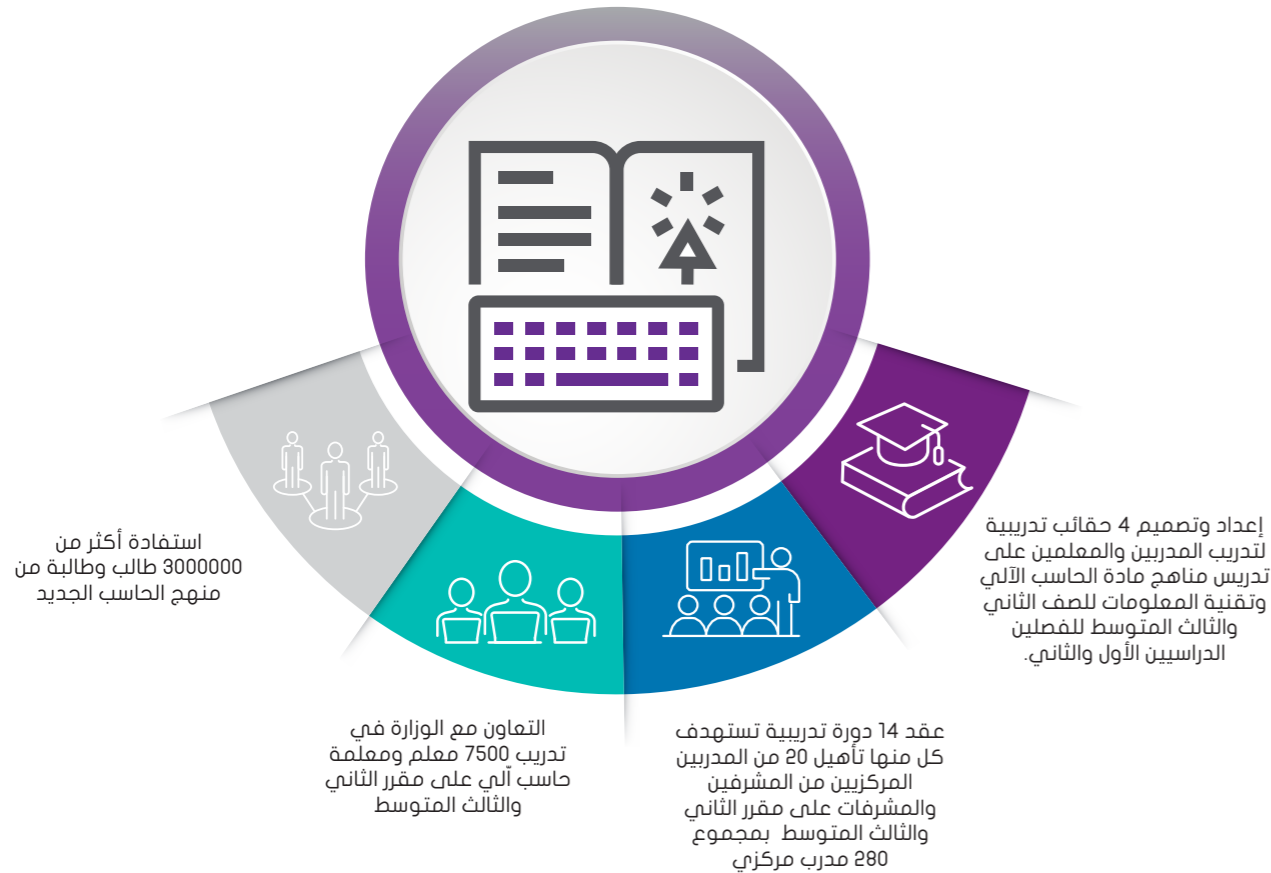 إعداد وتصميم 4 حقائب تدريبية
لتدريب المدربين والمعلمين على
تدريس مناهج مادة الحاسب الآلي
وتقنية المعلومات للصف الثاني
والثالث المتوسط للفصلين
الدراسيين الأول والثاني.
عقد 14 دورة تدريبية تستهدف
كل منها تأهيل 20 من المدربين
المركزيين من المشرفين
والمشرفات على مقرر الثاني
والثالث المتوسط بمجموع
280 مدرب مركزي
التعاون مع الوزارة في
تدريب 7500 معلم ومعلمة
حاسب آلي على مقرر الثاني
والثالث المتوسط
استفادة أكثر من
3000000 طالب وطالبة من
منهج الحاسب الجديد